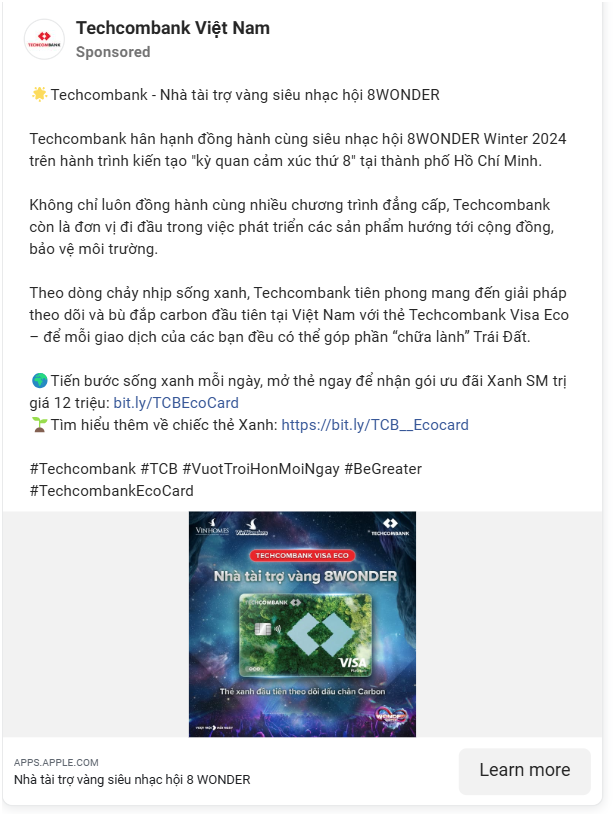 Techcombank Việt Nam
TECHCOMBANK
Sponsored
🌟 Techcombank - Nhà tài trợ vàng siêu nhạc hội 8WONDER
Techcombank hân hạnh đồng hành cùng siêu nhạc hội 8WONDER Winter 2024
trên hành trình kiến tạo "kỳ quan cảm xúc thứ 8" tại thành phố Hồ Chí Minh.
Không chỉ luôn đồng hành cùng nhiều chương trình đẳng cấp, Techcombank
còn là đơn vị đi đầu trong việc phát triển các sản phẩm hướng tới cộng đồng,
bảo vệ môi trường.
Theo dòng chảy nhịp sống xanh, Techcombank tiên phong mang đến giải pháp
theo dõi và bù đắp carbon đầu tiên tại Việt Nam với thẻ Techcombank Visa Eco
– để mỗi giao dịch của các bạn đều có thể góp phần “chữa lành” Trái Đất.
🌍 Tiến bước sống xanh mỗi ngày, mở thẻ ngay để nhận gói ưu đãi Xanh SM trị
giá 12 triệu: bit.ly/TCBEcoCard
🌱 Tìm hiểu thêm về chiếc thẻ Xanh: https://bit.ly/TCB__Ecocard
#Techcombank #TCB #VuotTroiHonMoiNgay #BeGreater
#TechcombankEcoCard
VINHOMES VinWonders TECHCOMBANK
TECHCOMBANK VISA ECO
Nhà tài trợ vàng 8WONDER
TECHCOMBANK
VISA
Thẻ xanh đầu tiên theo dõi dấu chân Carbon
WONDER
APPS.APPLE.COM
Nhà tài trợ vàng siêu nhạc hội 8 WONDER
Learn more